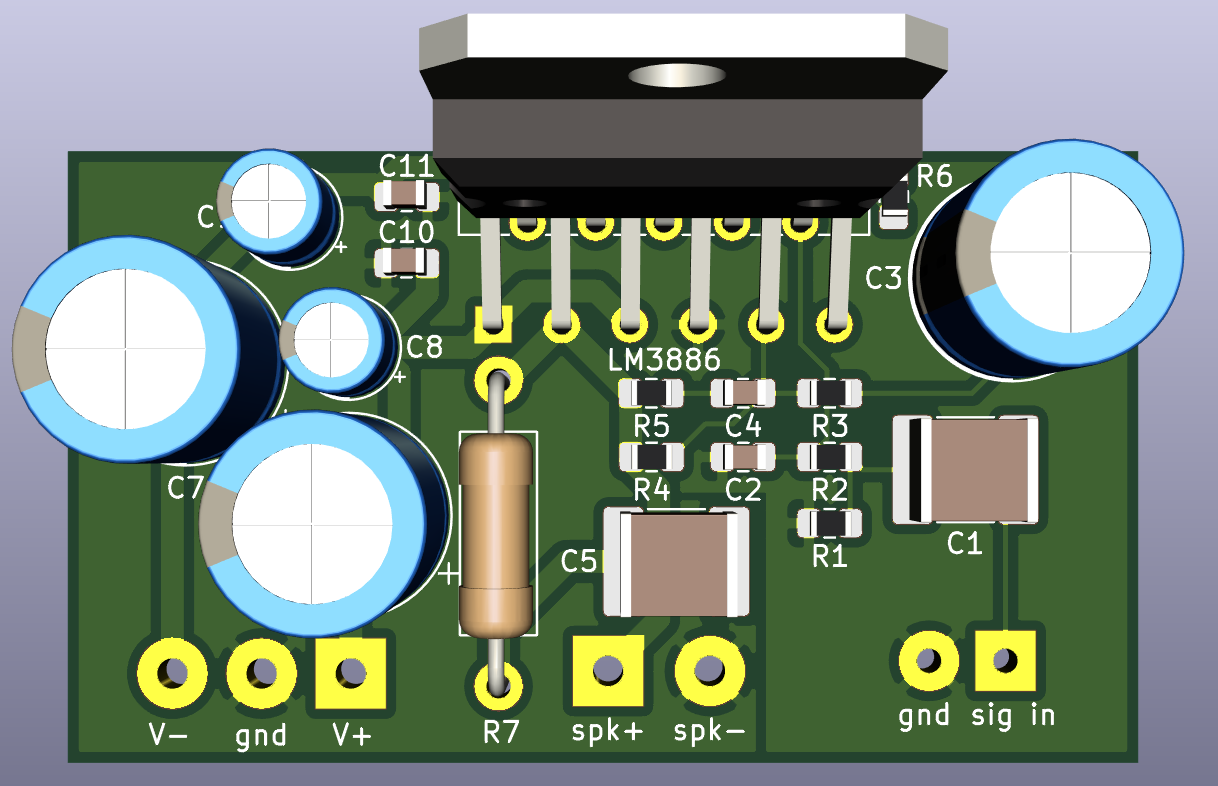 C11
R6
C10
C3
C8
LM3886
R5 C4 R3
C7
R4 C2 R2
C1
R1
C5
V- gnd V+
R7
spk+ spk-
gnd sig in